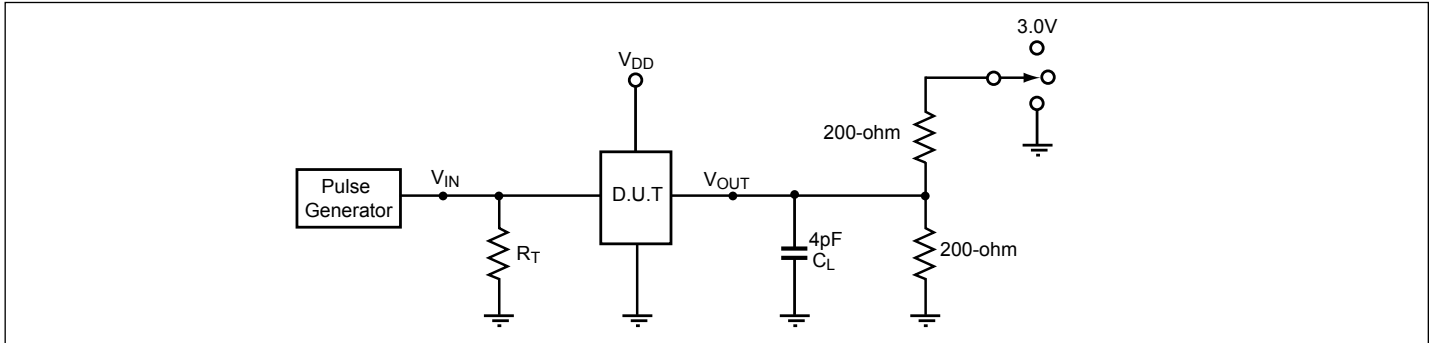 3.0V
VDD
200-ohm
Pulse
Generator
VIN
D.U.T
VOUT
RT
4pF
CL
200-ohm